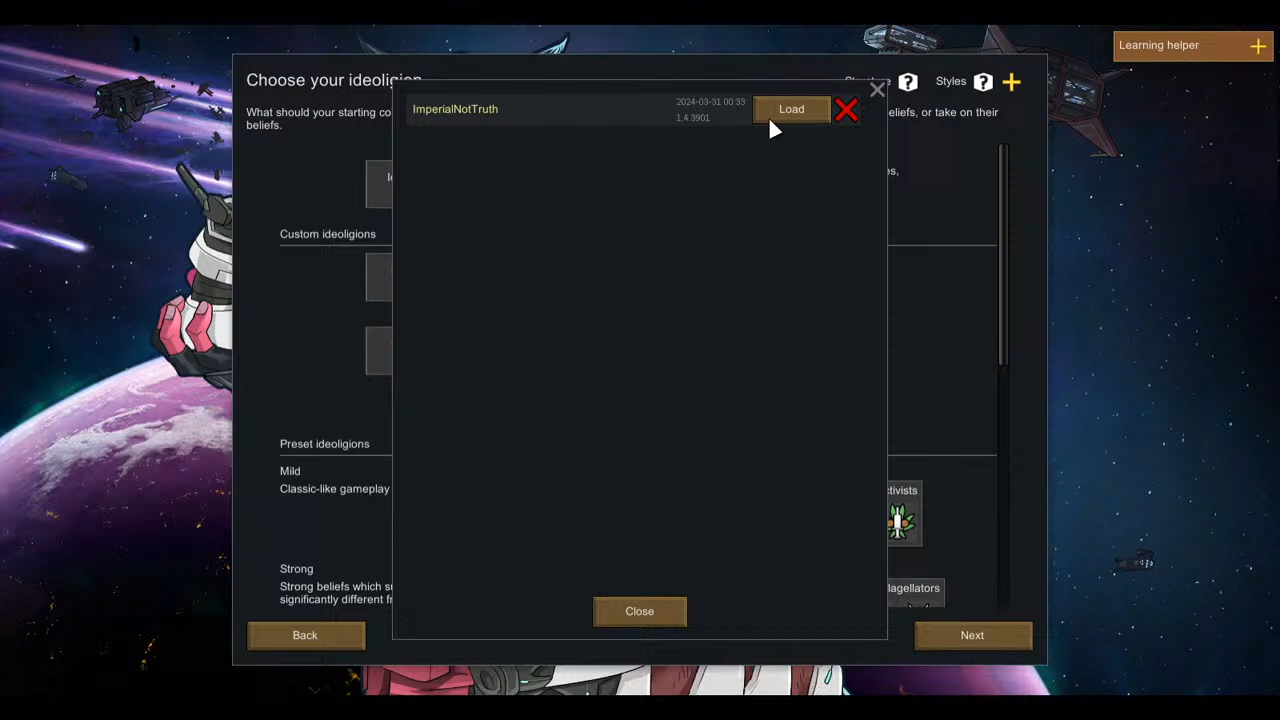 Learning helper
Choose your ideoligion
Styles
What should your starting co
eliefs, or take on their
beliefs.
ImperialNotTruth
2024-03-31 00:33
1.4.3901
Load
es,
Custom ideoligions
Preset ideoligions
Mild
Classic-like gameplay
ctivists
Strong
Strong beliefs which s
significantly different f
lagellators
Close
Back
Next